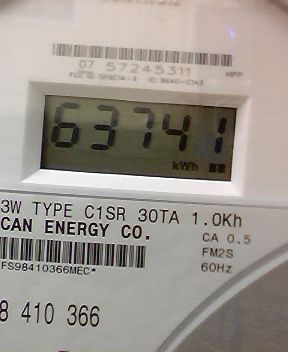 07 57245311
MPP
63741
kWh
3W TYPE C1SR 30TA 1.0Kh
CAN ENERGY CO.
CA 0.5
FM2S
60Hz
FS98410366MEC*
8 410 366